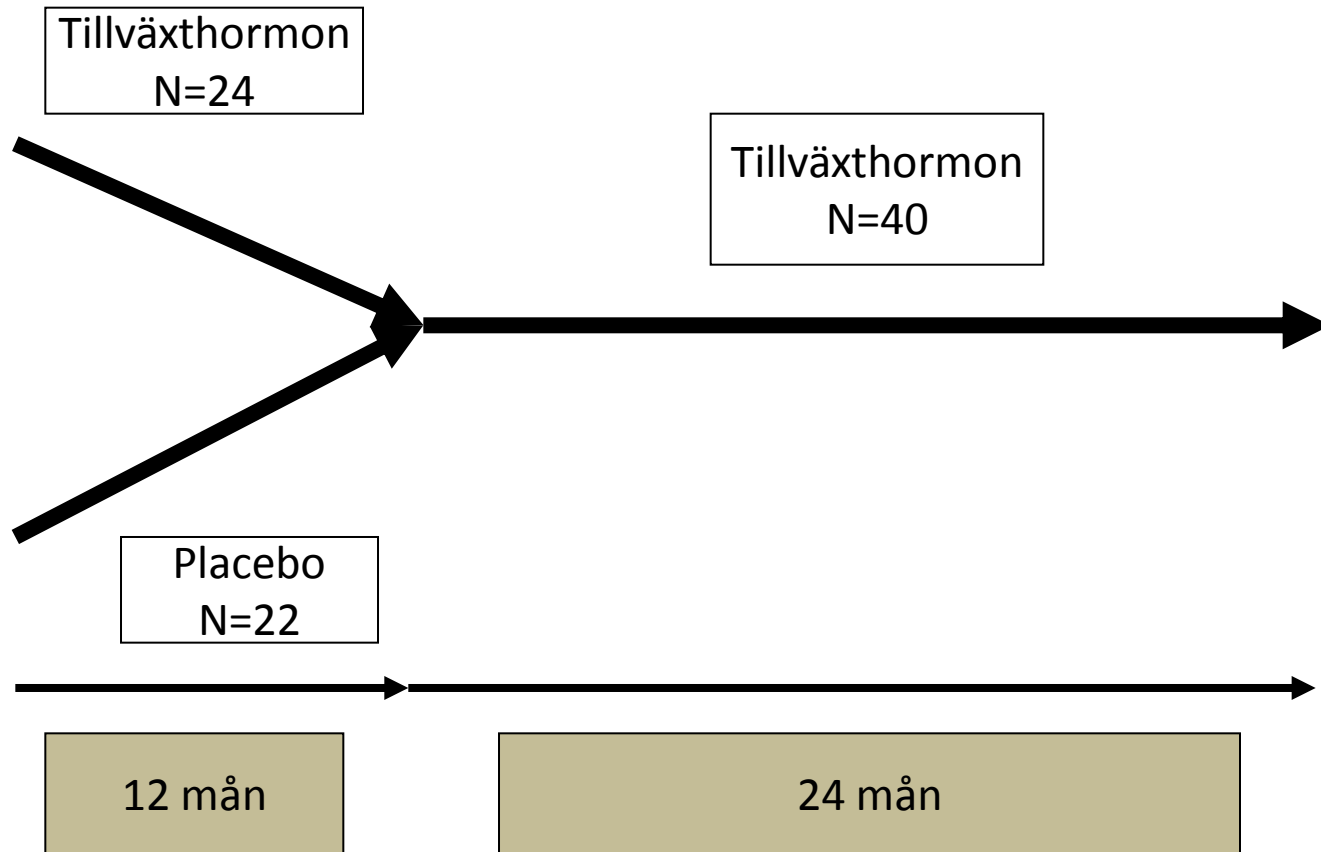 Tillväxthormon
N=24
Tillväxthormon
N=40
Placebo
N=22
12 mån
24 mån